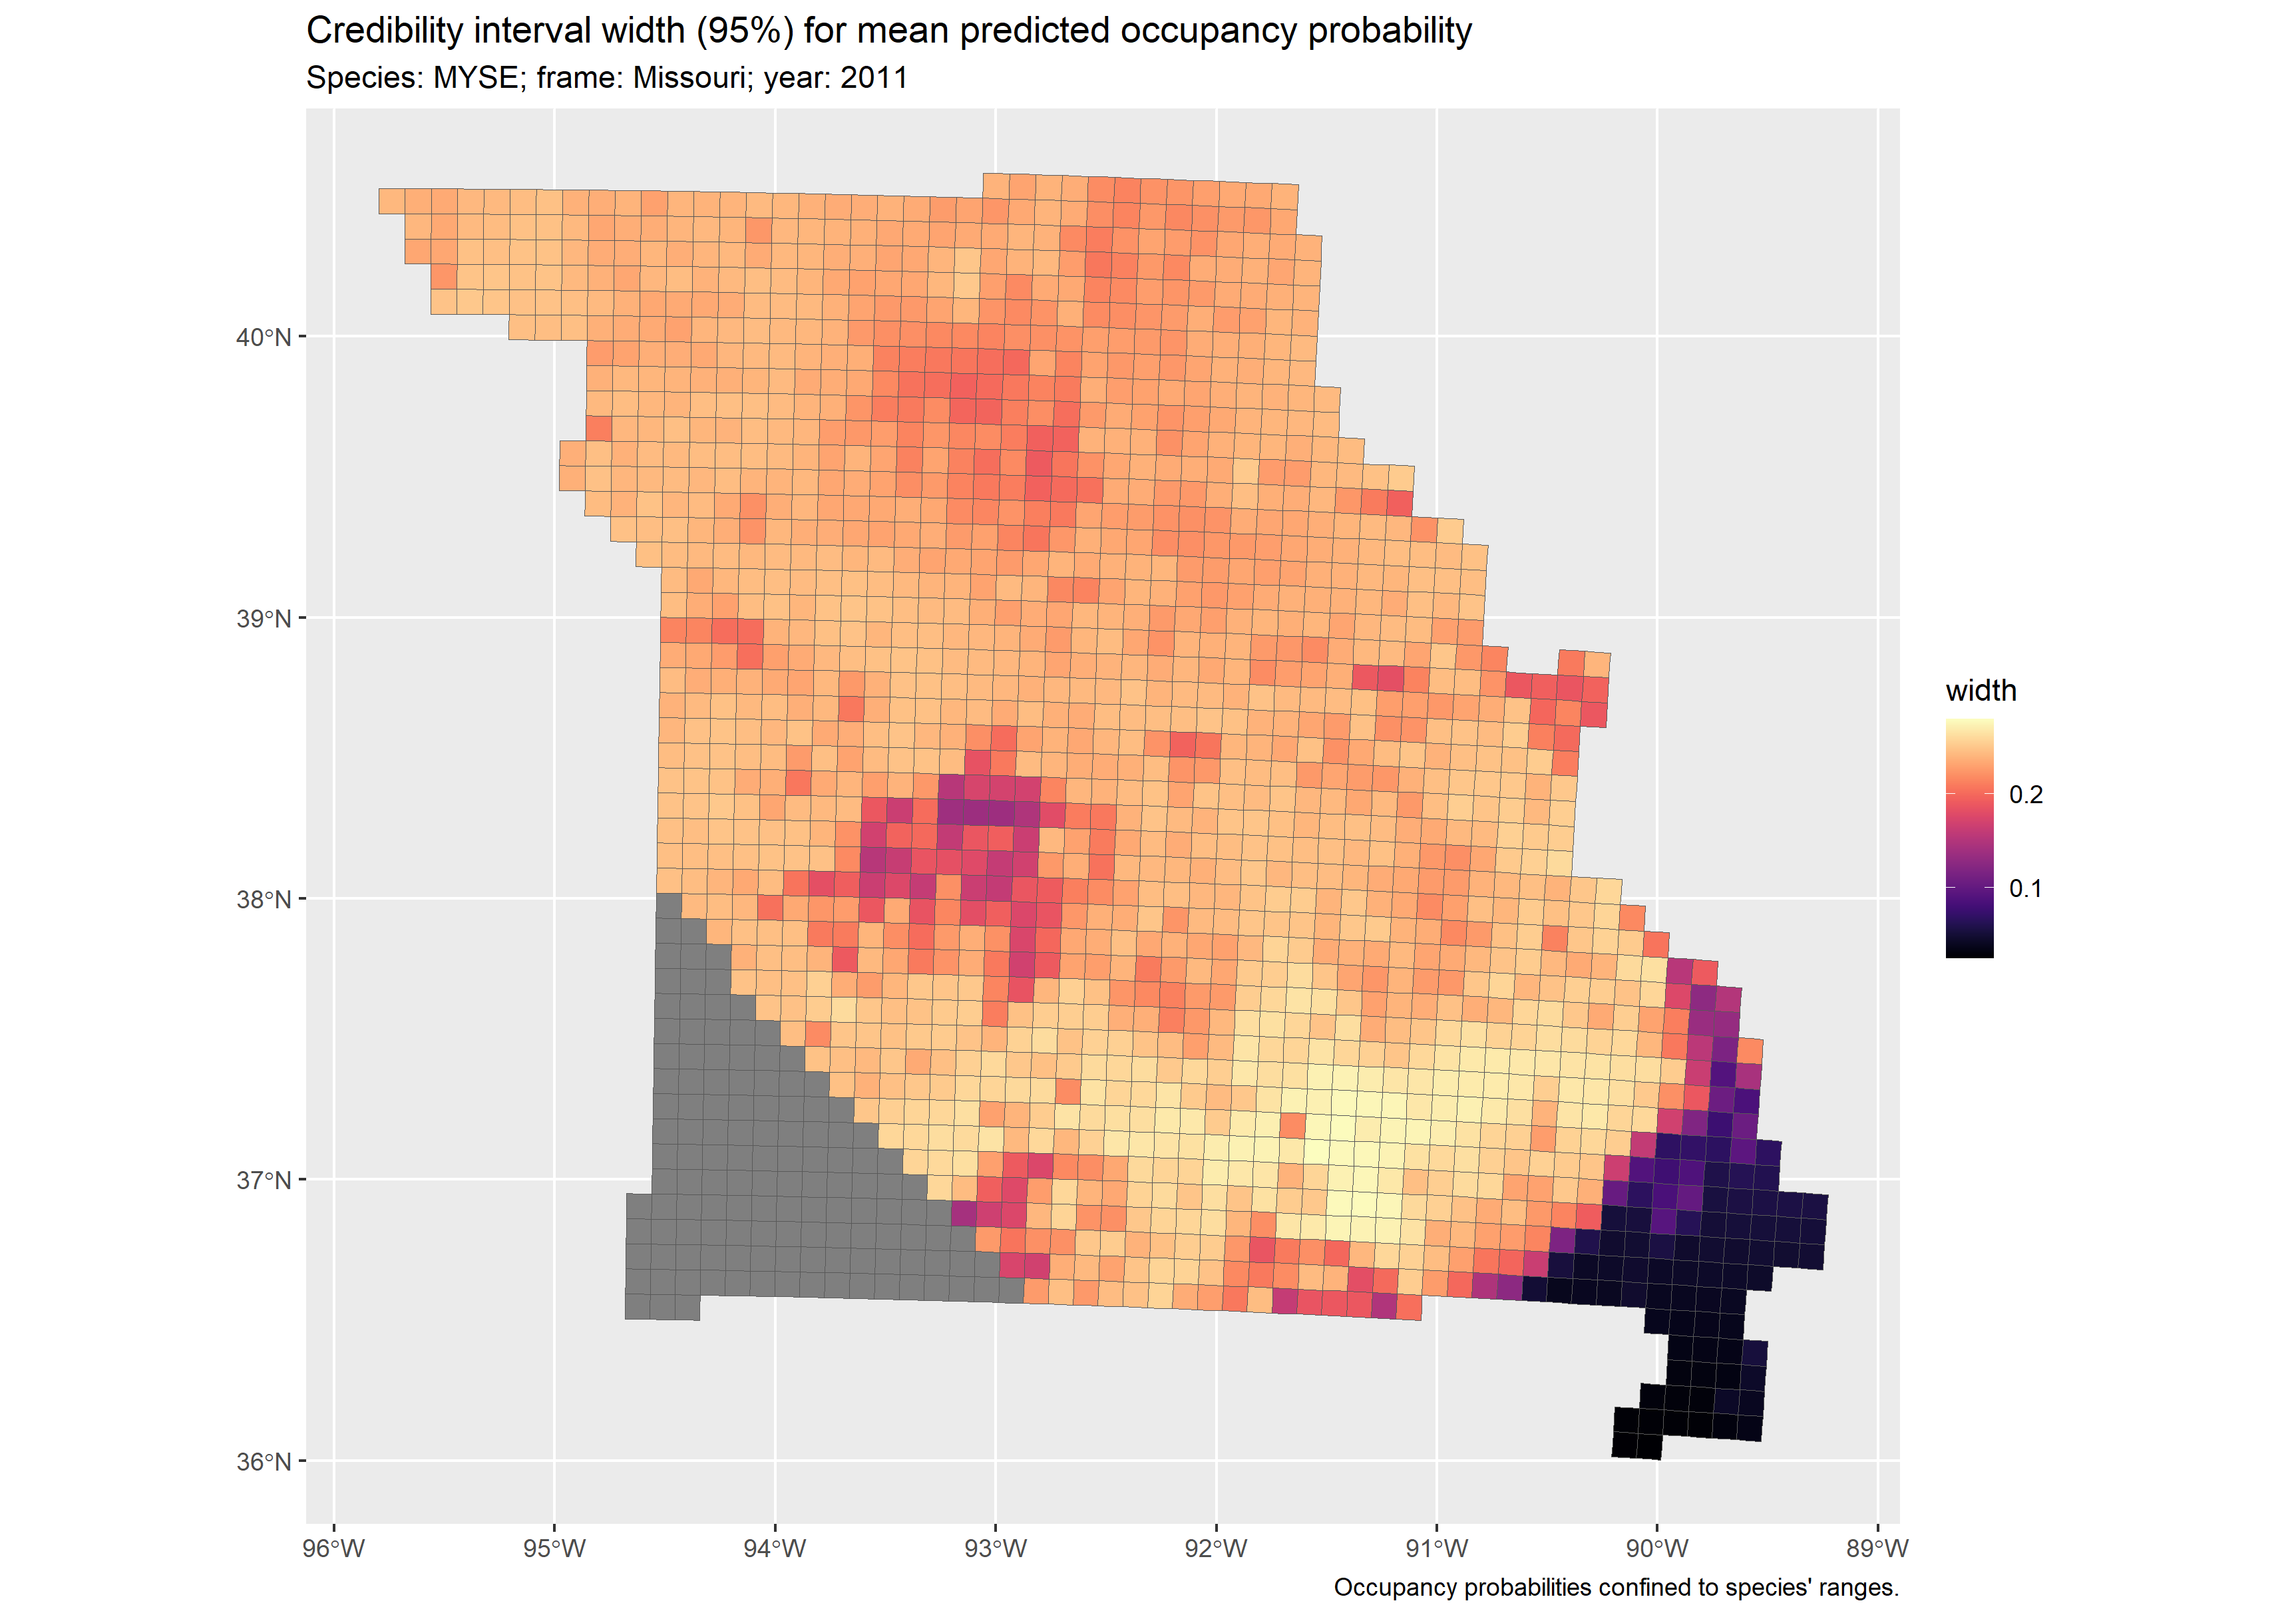 Credibility interval width (95%) for mean predicted occupancy probability
Species: MYSE; frame: Missouri; year: 2011
40°N
39°N
38°N
37°N
36°N
96°W 95°W 94°W 93°W 92°W 91°W 90°W 89°W
width
0.2
0.1
Occupancy probabilities confined to species' ranges.